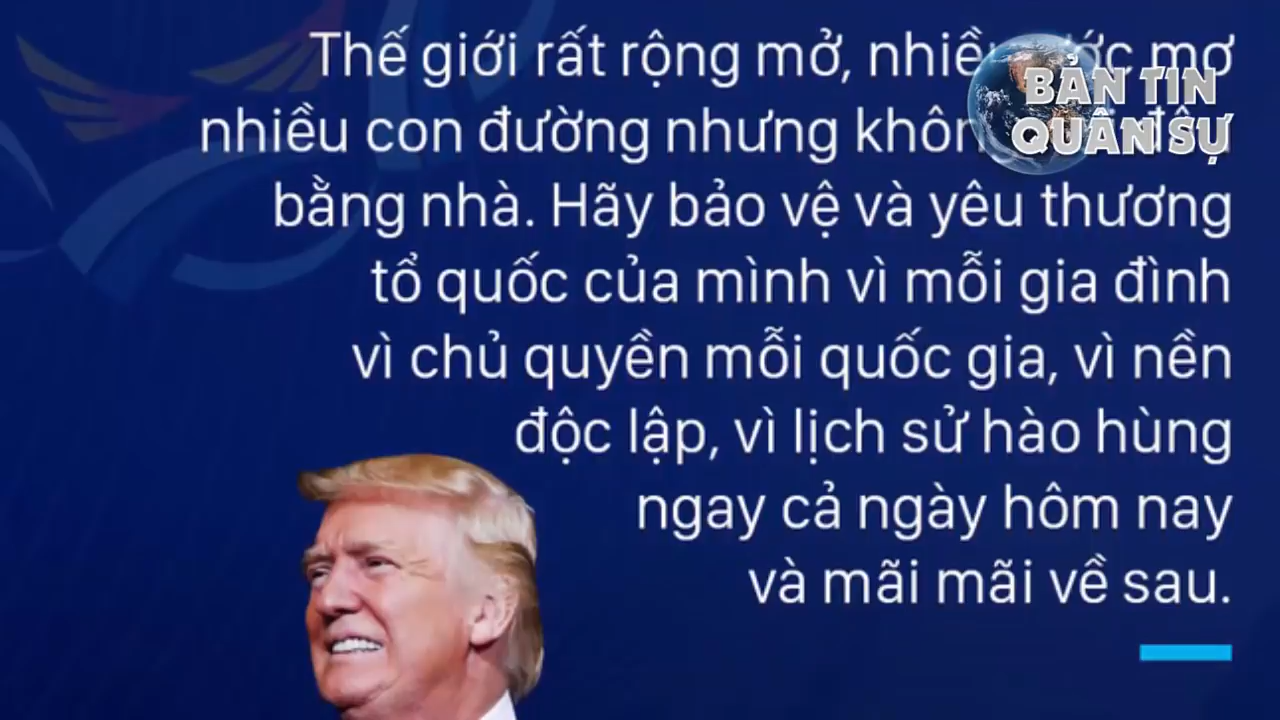 Thế giới rất rộng mở, mơ
nhiều con đường nhưng
bằng nhà. Hãy bảo vệ và yêu thương
tổ quốc của mình vì mỗi gia đình
vì chủ quyền mỗi quốc gia, vì nền
độc lập, vì lịch sử hào hùng
ngay cả ngày hôm nay
và mãi mãi về sau.
BẢN TIN
QUÂN SỰ